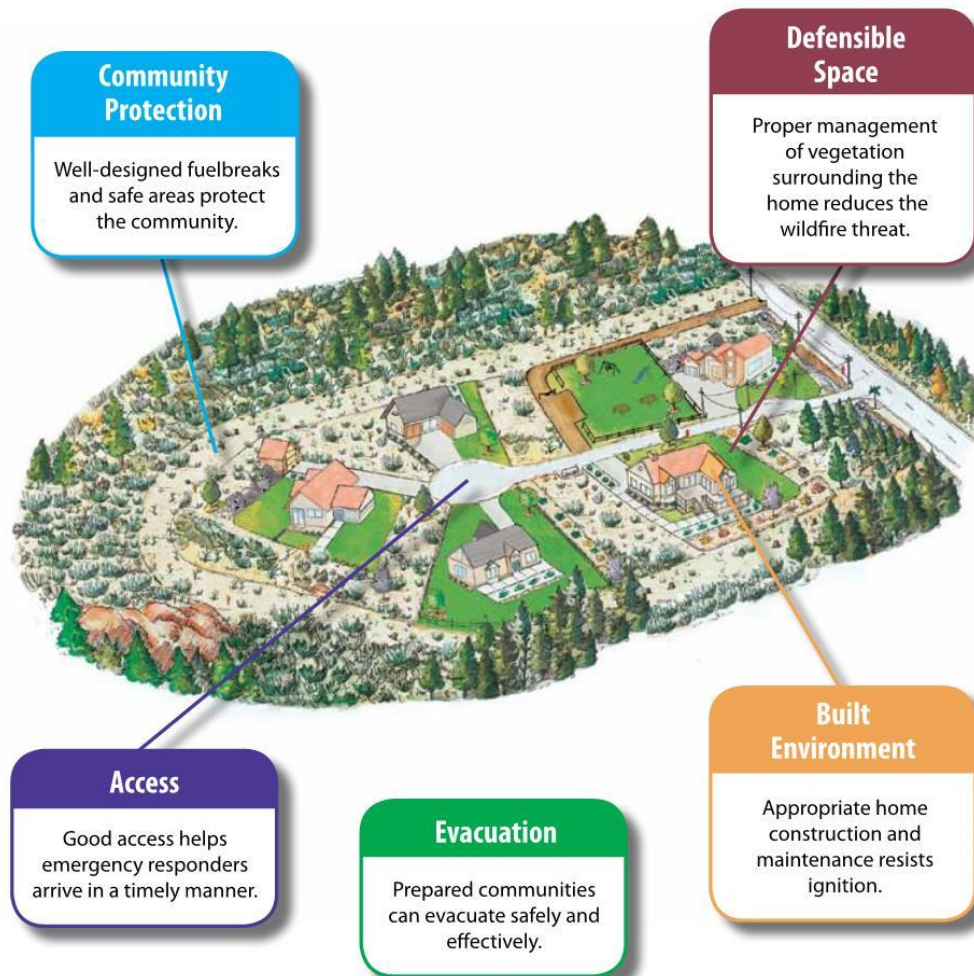 Community
Protection
Well-designed fuelbreaks
and safe areas protect
the community.
Defensible
Space
Proper management
of vegetation
surrounding the
home reduces the
wildfire threat.
Access
Good access helps
emergency responders
arrive in a timely manner.
Evacuation
Prepared communities
can evacuate safely and
effectively.
Built
Environment
Appropriate home
construction and
maintenance resists
ignition.